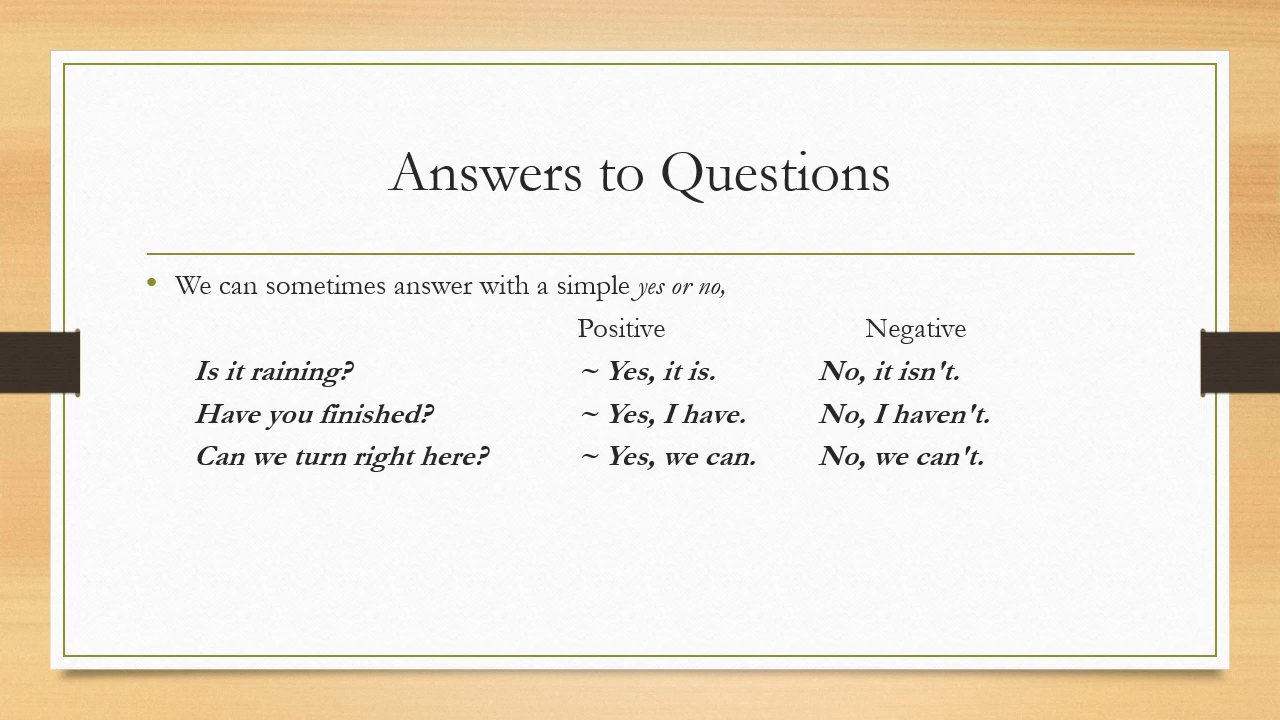 Answers to Questions
• We can sometimes answer with a simple yes or no,
Positive Negative
Is it raining? ~ Yes, it is. No, it isn't.
Have you finished? ~ Yes, I have. No, I haven't.
Can we turn right here? ~ Yes, we can. No, we can't.